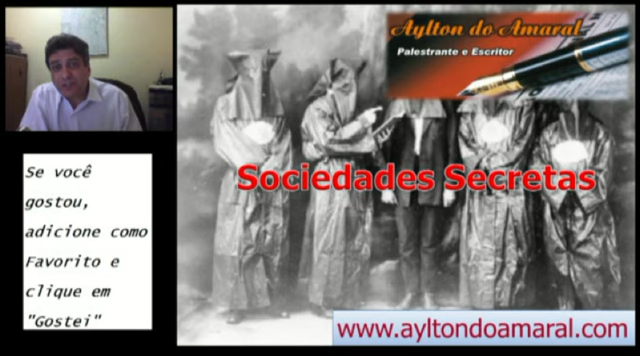 Aylton do Amaral
Palestrante e Escritor
Sociedades Secretas
Se você
gostou,
adicione como
Favorito e
clique em
"Gostei"
www.ayltondoamaral.com